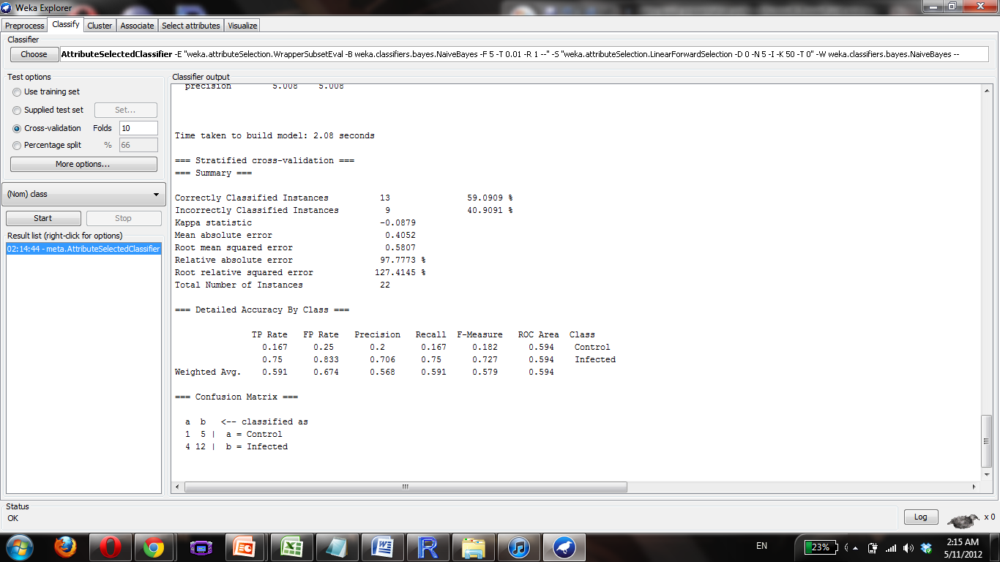 Weka Explorer
Preprocess Classify Cluster Associate Select attributes Visualize
Classifier
Choose AttributeSelectedClassifier -E "weka.attributeSelection.WrapperSubsetEval -B weka.classifiers.bayes.NaiveBayes -F 5 -T 0.01 -R 1 --" -S "weka.attributeSelection.LinearForwardSelection -D 0 -N 5 -I -K 50 -T 0" -W weka.classifiers.bayes.NaiveBayes --
Test options
Use training set
Supplied test set Set...
Cross-validation Folds 10
Percentage split % 66
More options...
(Nom) class
Start Stop
Result list (right-click for options)
02:14:44 - meta.AttributeSelectedClassifier
Classifier output
precision 5.008 5.008
Time taken to build model: 2.08 seconds
=== Stratified cross-validation ===
=== Summary ===
Correctly Classified Instances 13 59.0909 %
Incorrectly Classified Instances 9 40.9091 %
Kappa statistic -0.0879
Mean absolute error 0.4052
Root mean squared error 0.5807
Relative absolute error 97.7773 %
Root relative squared error 127.4145 %
Total Number of Instances 22
=== Detailed Accuracy By Class ===
TP Rate FP Rate Precision Recall F-Measure ROC Area Class
0.167 0.25 0.2 0.167 0.182 0.594 Control
0.75 0.833 0.706 0.75 0.727 0.594 Infected
Weighted Avg. 0.591 0.674 0.568 0.591 0.579 0.594
=== Confusion Matrix ===
a b <-- classified as
1 5 | a = Control
4 12 | b = Infected
Status
OK
Log x 0
EN 23% 2:15 AM
5/11/2012